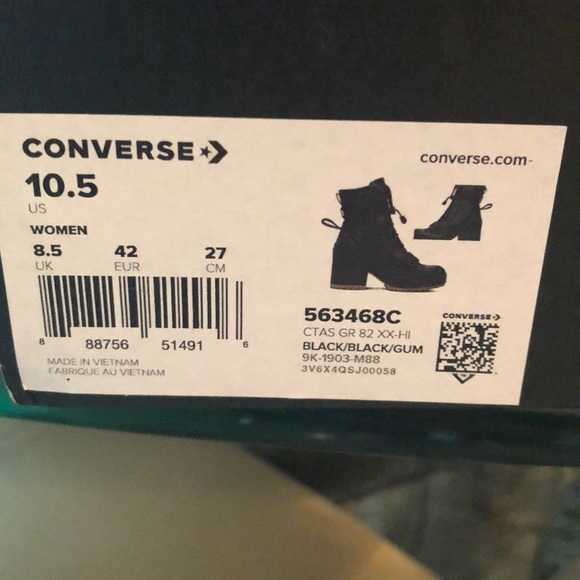 CONVERSE
converse.com
10.5
US
WOMEN
8.5 42 27
UK EUR CM
8 88756 51491 6
MADE IN VIETNAM
FABRIQUE AU VIETNAM
563468C
CTAS GR 82 XX-HI
BLACK/BLACK/GUM
9K-1903-M88
3V6X4QSJ00058
CONVERSE